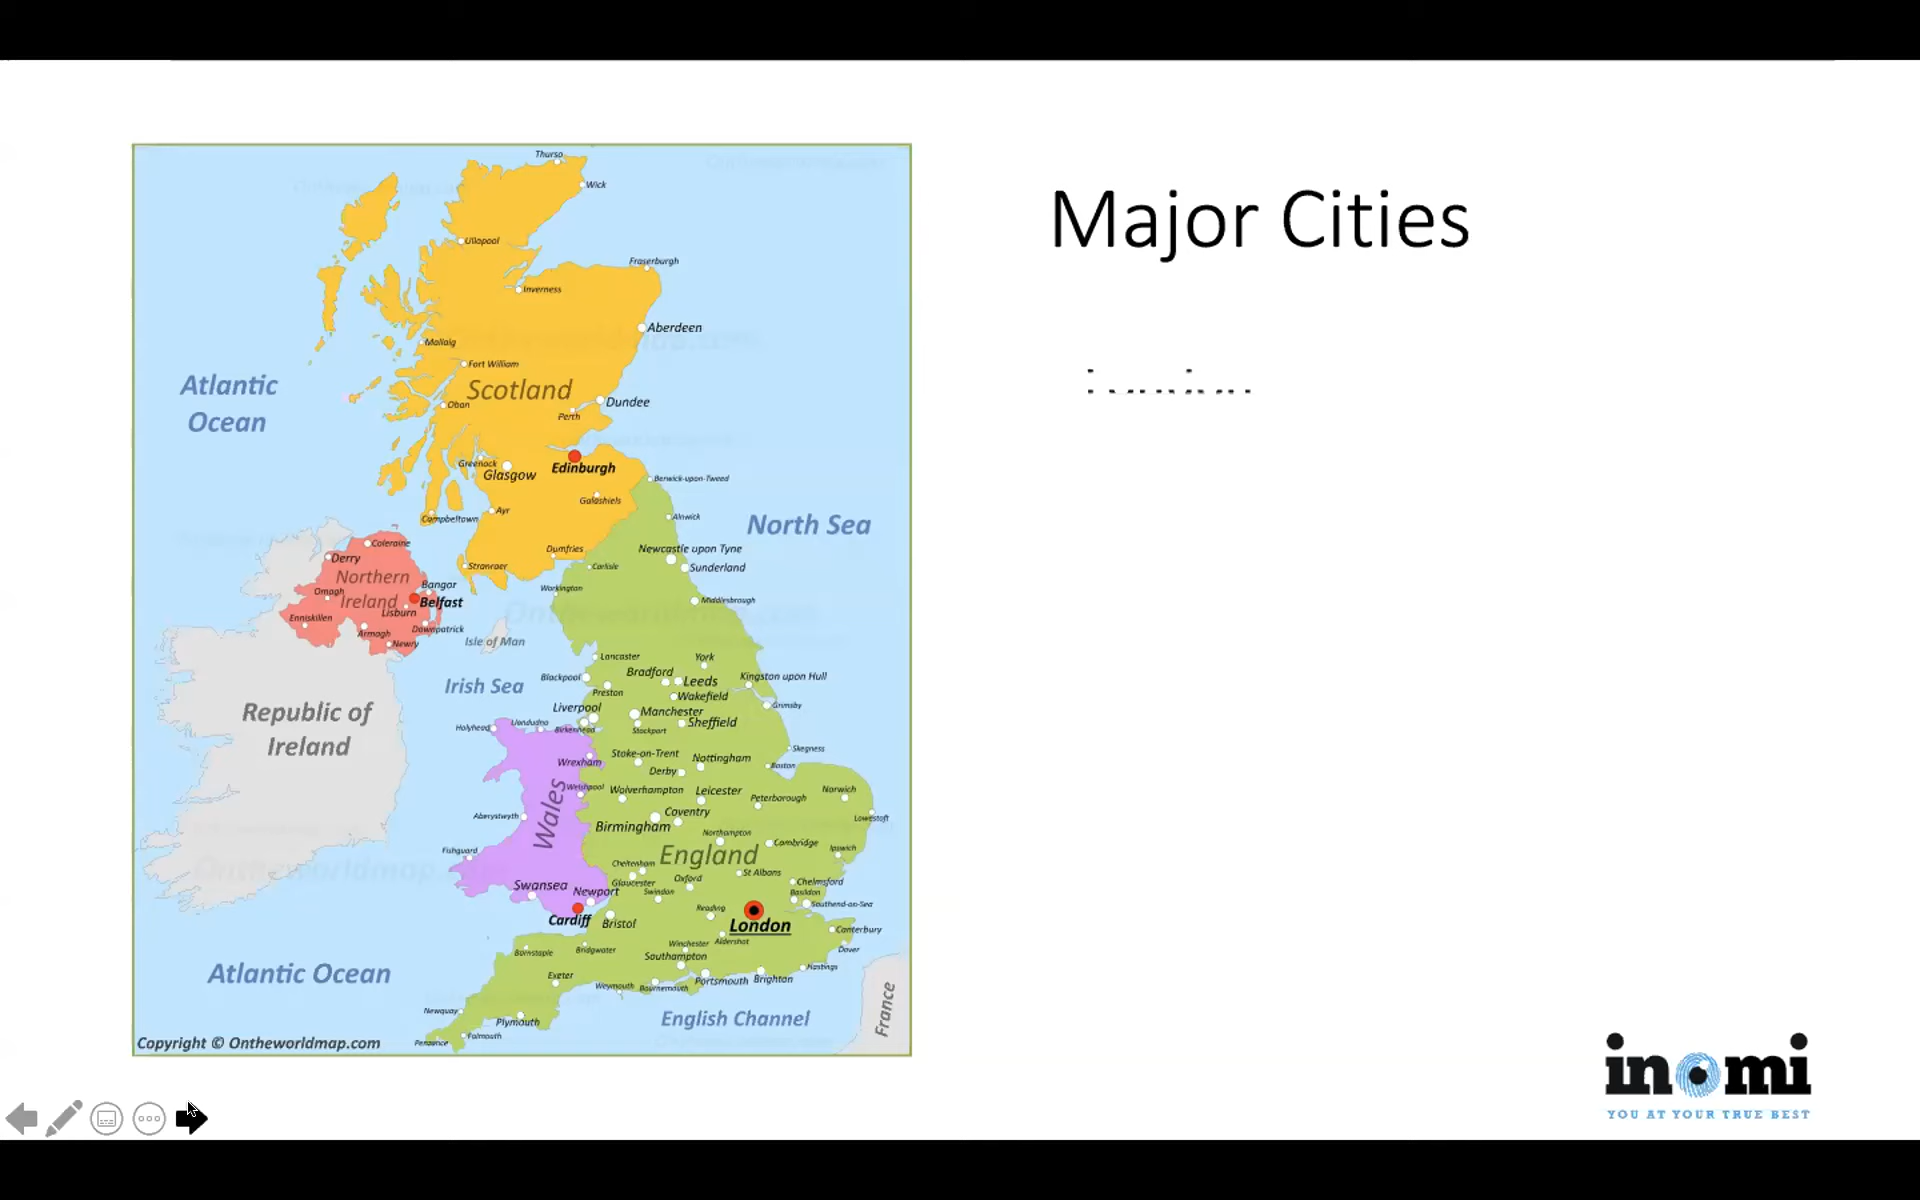 Major Cities
Thurso
Wick
Ullapool
Fraserburgh
Inverness
Aberdeen
Mallaig
Fort William
Scotland
Atlantic
Ocean
Oban
Dundee
Perth
Greenock
Glasgow
Edinburgh
Berwick-upon-Tweed
Galashiels
Ayr
Campbeltown
Alnwick
North Sea
Coleraine
Derry
Dumfries
Newcastle upon Tyne
Stranraer
Carlisle
Sunderland
Northern
Ireland
Bangor
Omagh
Belfast
Lisburn
Workington
Middlesbrough
Enniskillen
Armagh
Downpatrick
Newry
Isle of Man
Lancaster
York
Irish Sea
Blackpool
Bradford
Leeds
Kingston upon Hull
Preston
Wakefield
Republic of
Ireland
Liverpool
Manchester
Grimsby
Holyhead
Llandudno
Birkenhead
Stockport
Sheffield
Skegness
Wrexham
Stoke-on-Trent
Nottingham
Derby
Boston
Wales
Welshpool
Wolverhampton
Leicester
Peterborough
Norwich
Aberystwyth
Coventry
Birmingham
Lowestoft
Northampton
Cambridge
Ipswich
Fishguard
England
Cheltenham
St Albans
Swansea
Newport
Gloucester
Oxford
Chelmsford
Swindon
Basildon
Cardiff
Bristol
Reading
London
Southend-on-Sea
Canterbury
Barnstaple
Bridgwater
Winchester
Aldershot
Dover
Southampton
Atlantic Ocean
Exeter
Weymouth
Bournemouth
Portsmouth
Brighton
Hastings
France
Newquay
Plymouth
English Channel
Penzance
Falmouth
Copyright © Ontheworldmap.com
inomi
YOU AT YOUR TRUE BEST